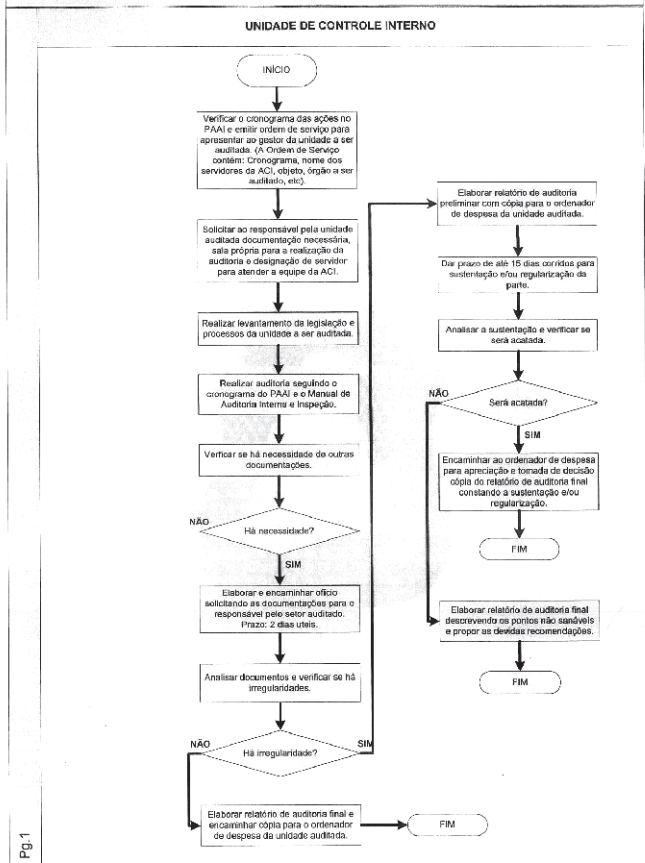 UNIDADE DE CONTROLE INTERNO
INÍCIO
Verificar o cronograma das ações no
PAAI e emitir ordem de serviço para
apresentar ao gestor da unidade a ser
auditada. (A Ordem de Serviço
contém: Cronograma, nome dos
servidores da ACI, objeto, órgão a ser
auditado, etc).
Solicitar ao responsável pela unidade
auditada documentação necessária,
sala própria para a realização da
auditoria e designação de servidor
para atender a equipe da ACI.
Realizar levantamento da legislação e
processos da unidade a ser auditada.
Realizar auditoria seguindo o
cronograma do PAAI e o Manual de
Auditoria Interna e Inspeção.
Verificar se há necessidade de outras
documentações.
NÃO
Há necessidade?
SIM
Elaborar e encaminhar ofício
solicitando as documentações para o
responsável pelo setor auditado.
Prazo: 2 dias uteis.
Analisar documentos e verificar se há
irregularidades.
NÃO
Há irregularidade?
SIM
Elaborar relatório de auditoria final e
encaminhar cópia para o ordenador
de despesa da unidade auditada.
FIM
Elaborar relatório de auditoria
preliminar com cópia para o ordenador
de despesa da unidade auditada.
Dar prazo de até 15 dias corridos para
sustentação e/ou regularização da
parte.
Analisar a sustentação e verificar se
será acatada.
NÃO
Será acatada?
SIM
Encaminhar ao ordenador de despesa
para apreciação e tomada de decisão
cópia do relatório de auditoria final
constando a sustentação e/ou
regularização.
FIM
Elaborar relatório de auditoria final
descrevendo os pontos não sanáveis
e propor as devidas recomendações.
FIM
Pg.1